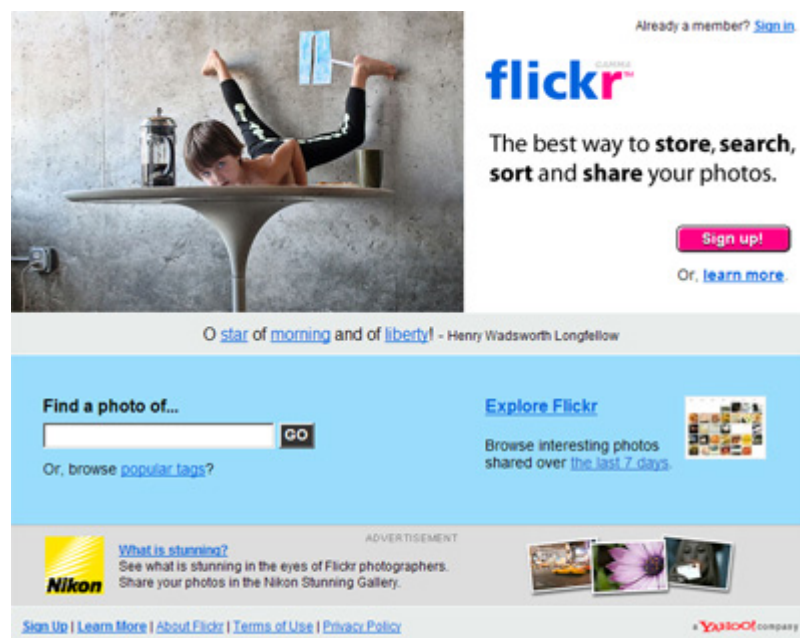 Already a member? Sign in.
flickr™
GAMMA
The best way to store, search,
sort and share your photos.
Sign up!
Or, learn more.
O star of morning and of liberty! - Henry Wadsworth Longfellow
Find a photo of...
GO
Or, browse popular tags?
Explore Flickr
Browse interesting photos
shared over the last 7 days.
ADVERTISEMENT
Nikon
What is stunning?
See what is stunning in the eyes of Flickr photographers.
Share your photos in the Nikon Stunning Gallery.
Sign Up | Learn More | About Flickr | Terms of Use | Privacy Policy
a YAHOO! company